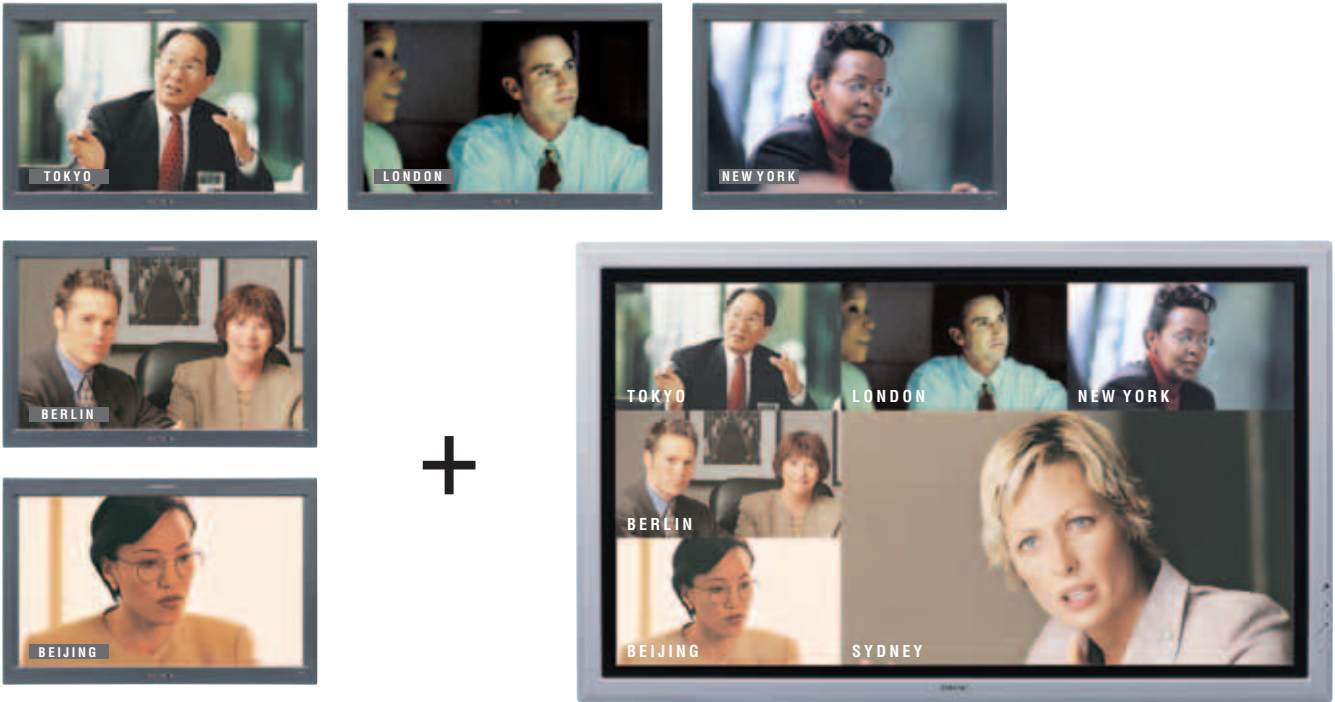 TOKYO
LONDON
NEW YORK
BERLIN
BEIJING
+
TOKYO
LONDON
NEW YORK
BERLIN
BEIJING
SYDNEY